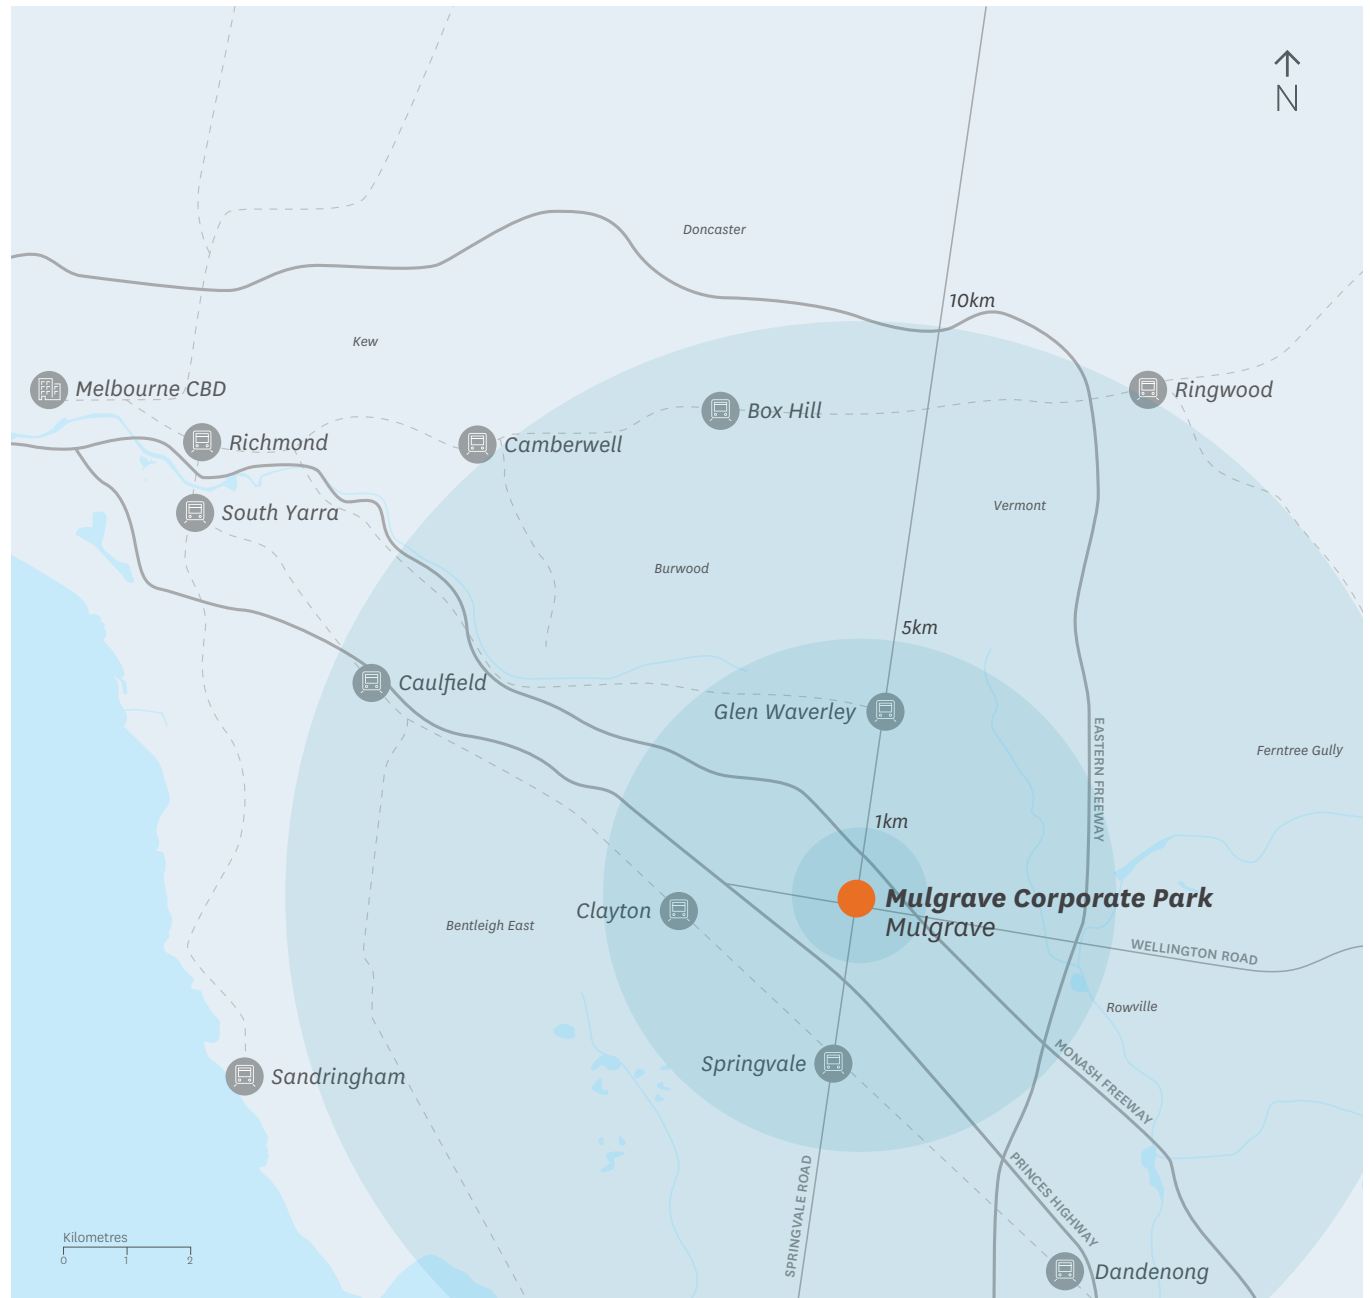 N
Doncaster
10km
Kew
Melbourne CBD
Ringwood
Box Hill
Richmond
Camberwell
Vermont
South Yarra
Burwood
5km
Caulfield
Glen Waverley
EASTERN FREEWAY
Ferntree Gully
1km
Mulgrave Corporate Park
Mulgrave
Clayton
Bentleigh East
WELLINGTON ROAD
Rowville
Springvale
MONASH FREEWAY
Sandringham
SPRINGVALE ROAD
PRINCES HIGHWAY
Kilometres
0 1 2
Dandenong